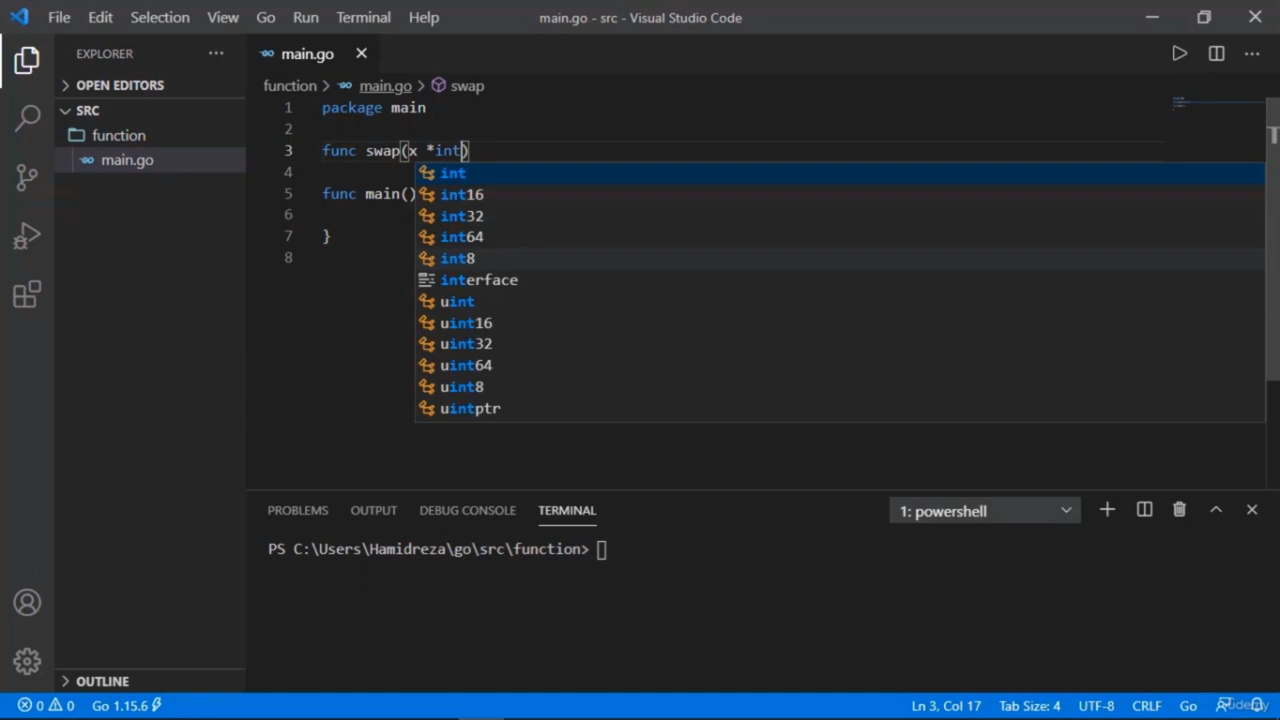 File Edit Selection View Go Run Terminal Help main.go - src - Visual Studio Code
EXPLORER
OPEN EDITORS
SRC
function
main.go
main.go
function main.go swap
1 package main
2
3 func swap(x *int)
4
5 func main()
6
7 }
8
int
int16
int32
int64
int8
interface
uint
uint16
uint32
uint64
uint8
uintptr
PROBLEMS OUTPUT DEBUG CONSOLE TERMINAL 1: powershell
PS C:\Users\Hamidreza\go\src\function>
OUTLINE
0 0 Go 1.15.6 Ln 3, Col 17 Tab Size: 4 UTF-8 CRLF Go
Udemy